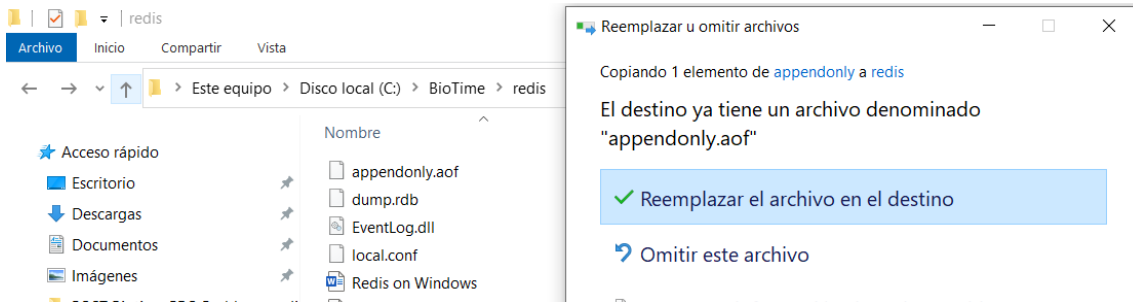 redis
Archivo Inicio Compartir Vista
Este equipo > Disco local (C:) > BioTime > redis
Nombre
Acceso rápido
Escritorio
Descargas
Documentos
Imágenes
appendonly.aof
dump.rdb
EventLog.dll
local.conf
Redis on Windows
Reemplazar u omitir archivos
Copiando 1 elemento de appendonly a redis
El destino ya tiene un archivo denominado
"appendonly.aof"
Reemplazar el archivo en el destino
Omitir este archivo